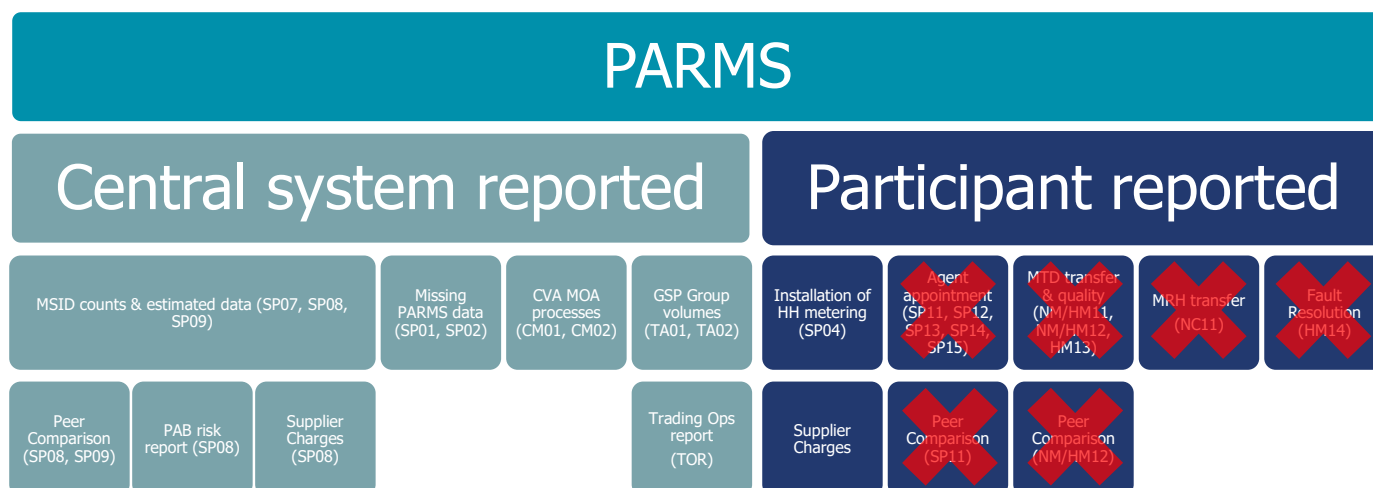 PARMS
Central system reported
Participant reported
MSID counts & estimated data (SP07, SP08,
SP09)
Missing
PARMS data
(SP01, SP02)
CVA MOA
processes
(CM01, CM02)
GSP Group
volumes
(TA01, TA02)
Installation of
HH metering
(SP04)
Agent
appointment
(SP11, SP12,
SP13, SP14,
SP15)
MTD transfer
& quality
(NM/HM11,
NM/HM12,
HM13)
MRH transfer
(NC11)
Fault
Resolution
(HM14)
Peer
Comparison
(SP08, SP09)
PAB risk
report (SP08)
Supplier
Charges
(SP08)
Trading Ops
report
(TOR)
Supplier
Charges
Peer
Comparison
(SP11)
Peer
Comparison
(NM/HM12)